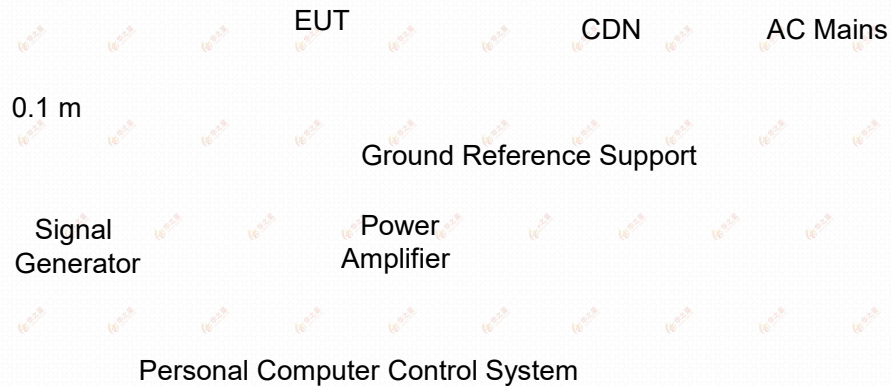 EUT
CDN
AC Mains
0.1 m
Ground Reference Support
Signal
Generator
Power
Amplifier
Personal Computer Control System